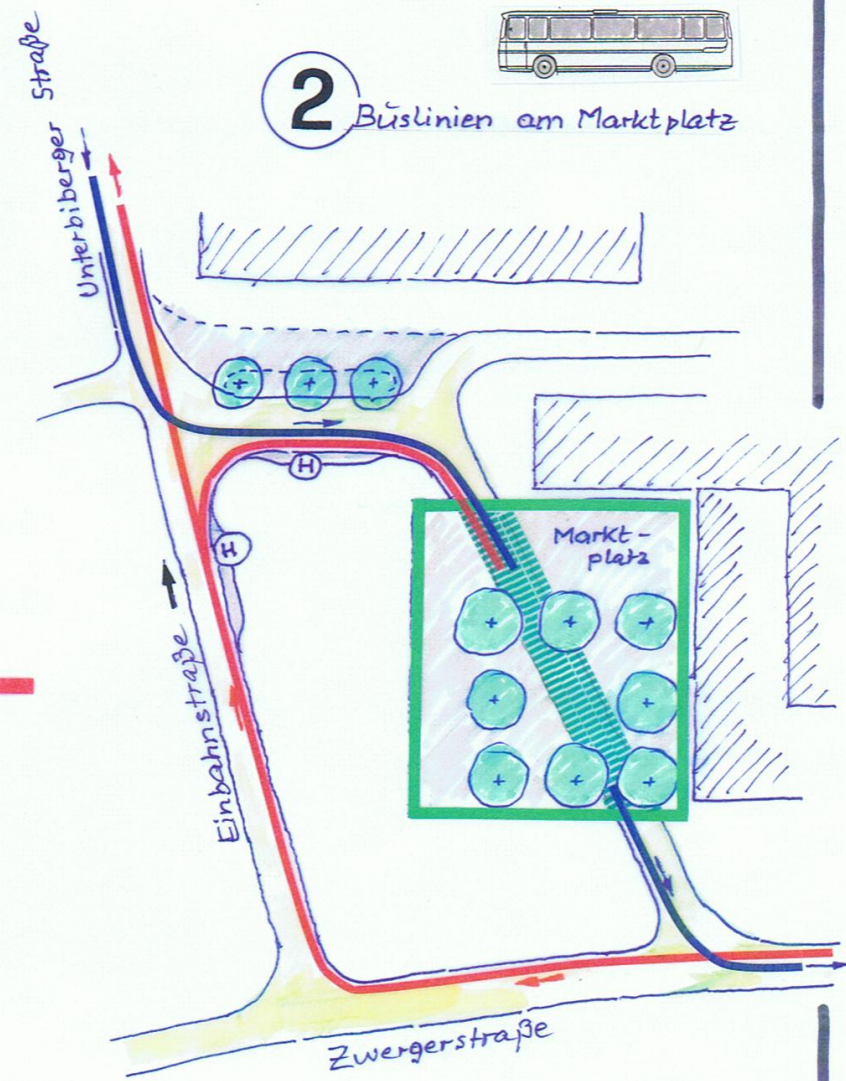 2
Buslinien am Marktplatz
Unterbiberger Straße
Markt-
platz
H
H
Einbahnstraße
Zwergerstraße